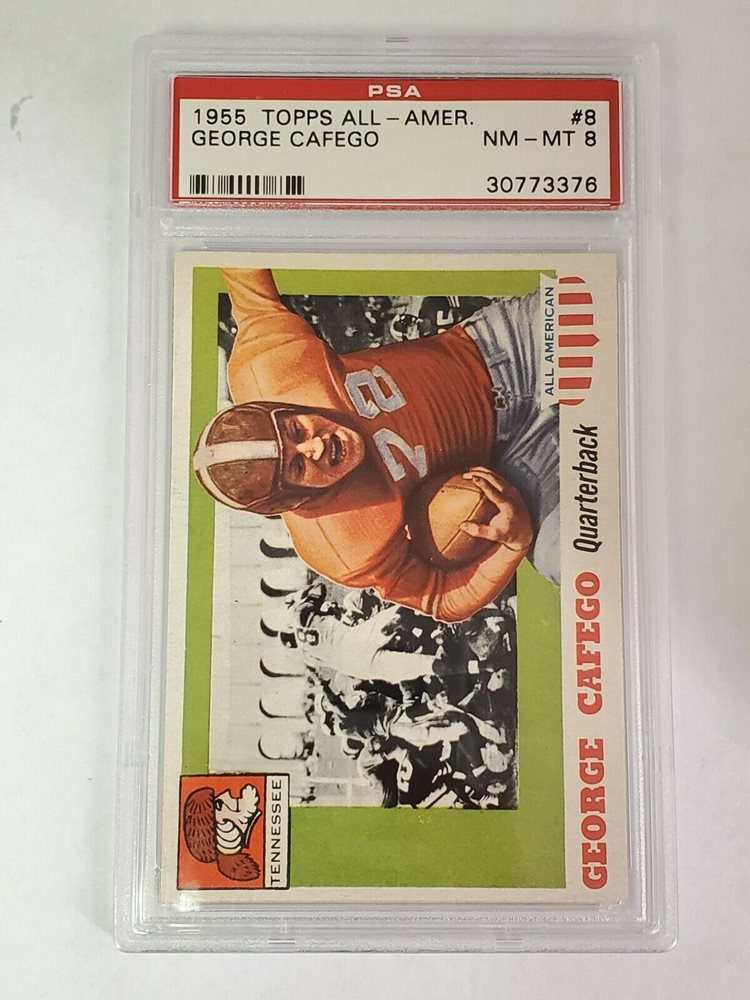 PSA
1955 TOPPS ALL-AMER. #8
GEORGE CAFEGO NM-MT 8
30773376
ALL AMERICAN
28
8
GEORGE CAFEGO Quarterback
TENNESSEE